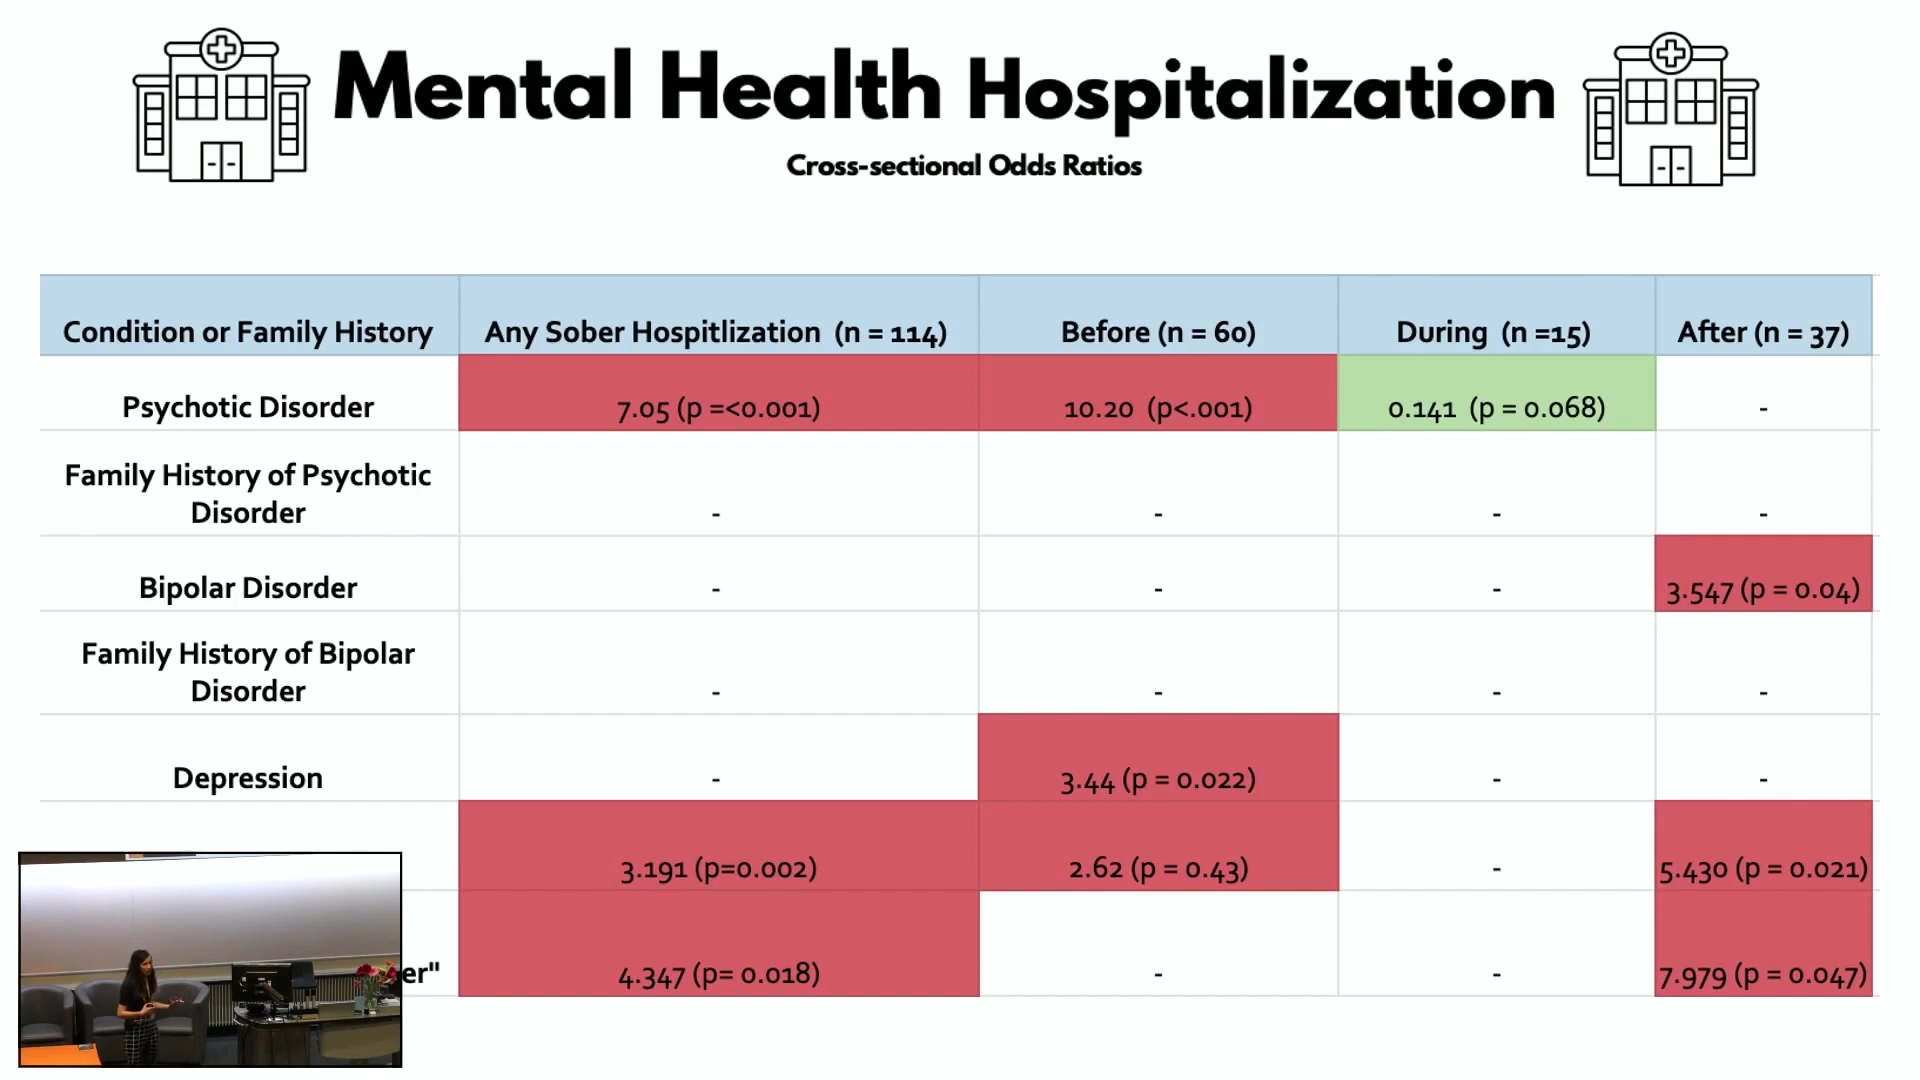 Mental Health Hospitalization
Cross-sectional Odds Ratios
Condition or Family History Any Sober Hospitlization (n = 114) Before (n = 60) During (n =15) After (n = 37)
Psychotic Disorder 7.05 (p =<0.001) 10.20 (p<.001) 0.141 (p = 0.068) -
Family History of Psychotic
Disorder - - - -
Bipolar Disorder - - - 3.547 (p = 0.04)
Family History of Bipolar
Disorder - - - -
Depression - 3.44 (p = 0.022) - -
3.191 (p=0.002) 2.62 (p = 0.43) - 5.430 (p = 0.021)
er" 4.347 (p= 0.018) - - 7.979 (p = 0.047)